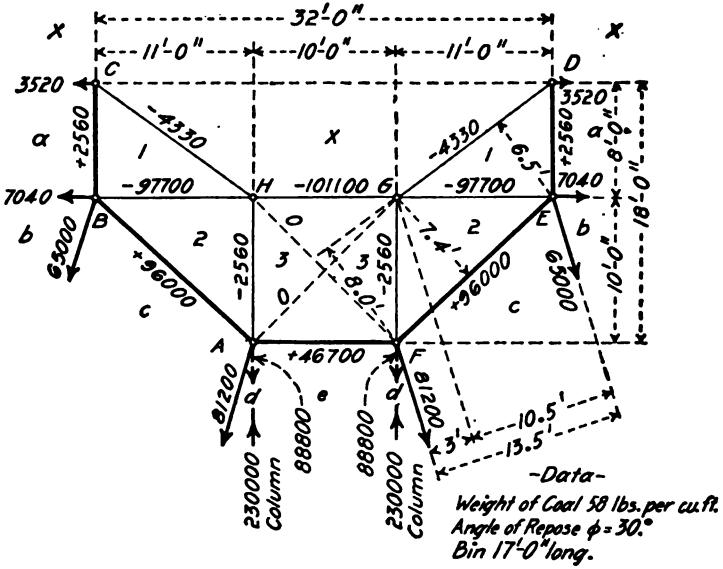 32'-0"
X X
11'-0" 10'-0" 11'-0"
C D
3520 3520
-4330 X -4330
a +2560 1 1 +2560 a
6.5' 8'-0"
18'-0"
7040 -97700 H -101100 G -97700 7040
B E
b 0 b
65000 2 -2560 3 3 -2560 7.4' 2 65000
10'-0"
+96000 0 8.0' +96000
c c
A +46700 F
81200 d e d 81200
88800 88800
230000 Column
230000 Column
3' 10.5'
13.5'
-Data-
Weight of Coal 58 lbs. per cu. ft.
Angle of Repose φ = 30.°
Bin 17'-0" long.